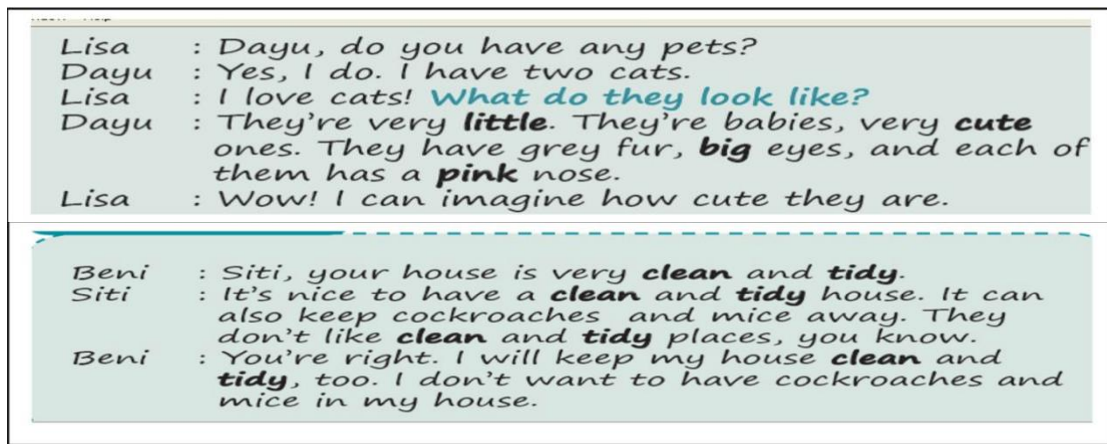 Lisa : Dayu, do you have any pets?
Dayu : Yes, I do. I have two cats.
Lisa : I love cats! What do they look like?
Dayu : They're very little. They're babies, very cute
ones. They have grey fur, big eyes, and each of
them has a pink nose.
Lisa : Wow! I can imagine how cute they are.
Beni : Siti, your house is very clean and tidy.
Siti : It's nice to have a clean and tidy house. It can
also keep cockroaches and mice away. They
don't like clean and tidy places, you know.
Beni : You're right. I will keep my house clean and
tidy, too. I don't want to have cockroaches and
mice in my house.